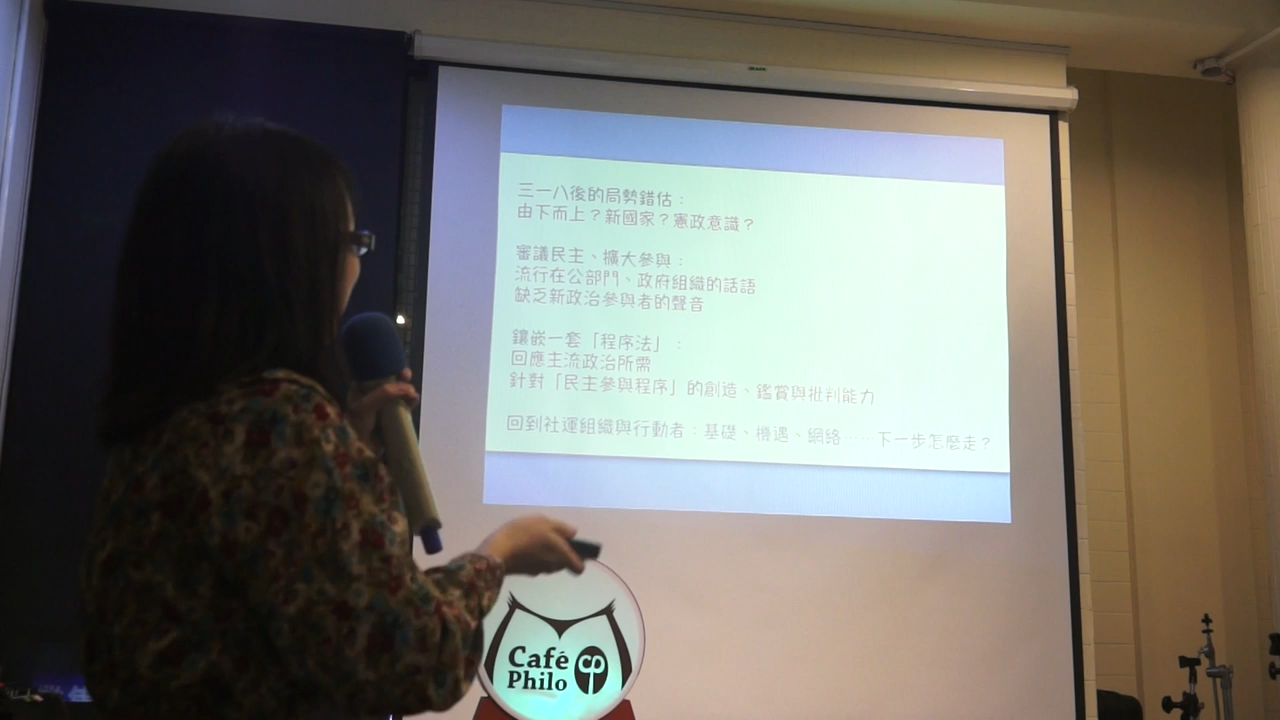 三一八後的局勢錯估：
由下而上？新國家？憲政意識？
審議民主、擴大參與：
流行在公部門、政府組織的話語
缺乏新政治參與者的聲音
鑲嵌一套「程序法」：
回應主流政治所需
針對「民主參與程序」的創造、鑑賞與批判能力
回到社運組織與行動者：基礎、機遇、網絡……下一步怎麼走？
Café
Philo